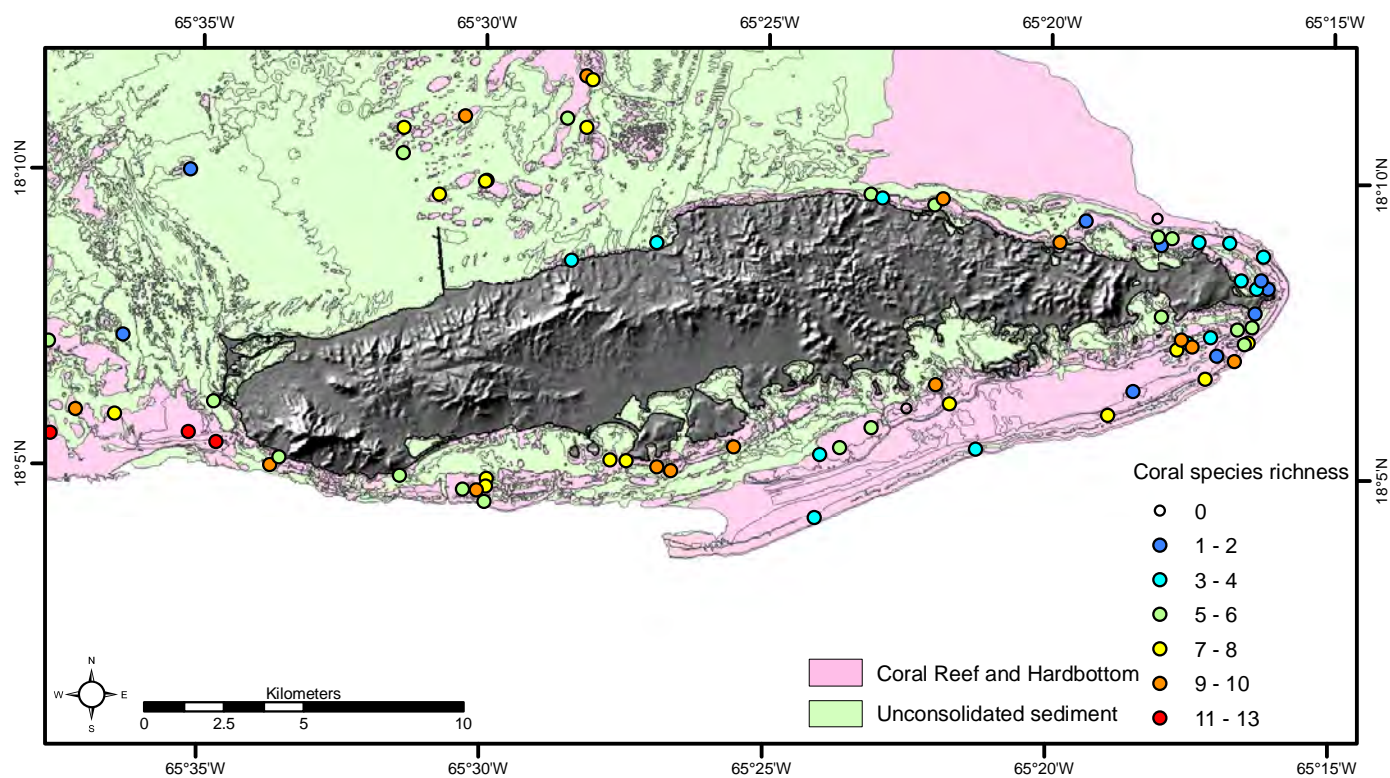 65°35'W 65°30'W 65°25'W 65°20'W 65°15'W
18°10'N 18°10'N
18°5'N 18°5'N
Coral species richness
0
1 - 2
3 - 4
5 - 6
7 - 8
9 - 10
11 - 13
Coral Reef and Hardbottom
Unconsolidated sediment
N
W E
S
Kilometers
0 2.5 5 10
65°35'W 65°30'W 65°25'W 65°20'W 65°15'W